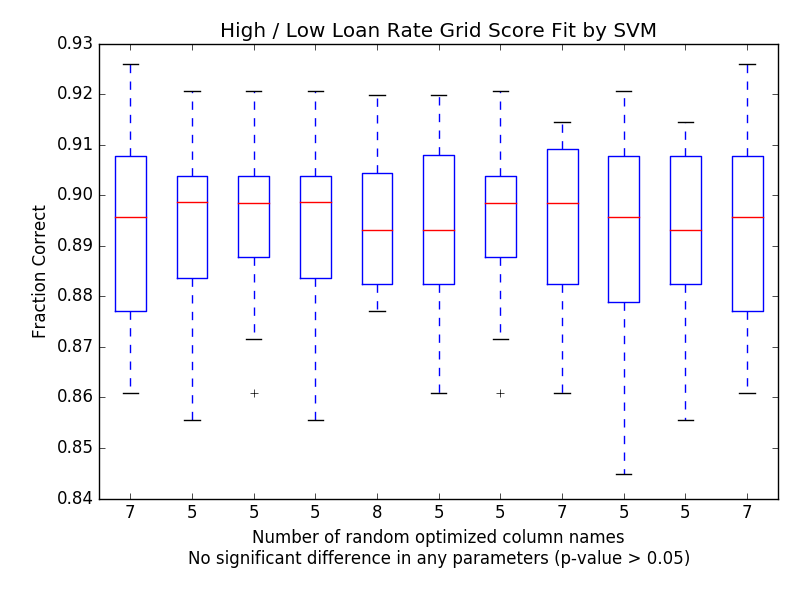 High / Low Loan Rate Grid Score Fit by SVM
0.93
0.92
0.91
0.90
0.89
0.88
0.87
0.86
0.85
0.84
Fraction Correct
7 5 5 5 8 5 5 7 5 5 7
Number of random optimized column names
No significant difference in any parameters (p-value > 0.05)